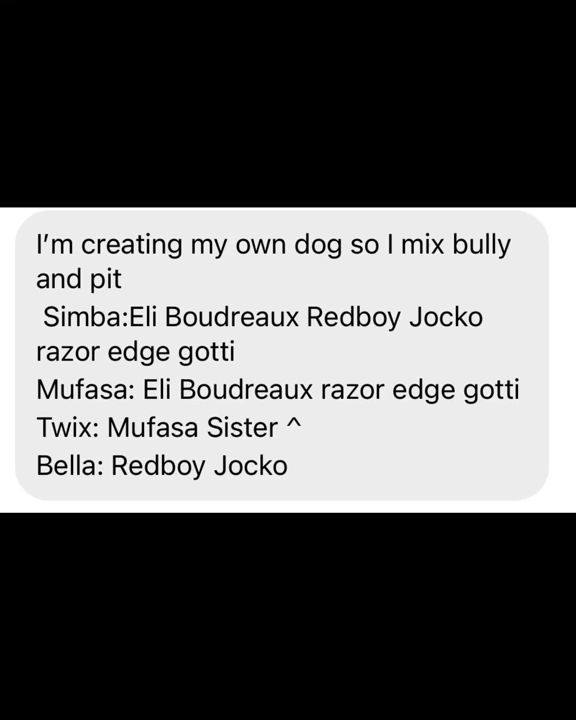 I’m creating my own dog so I mix bully
and pit
Simba:Eli Boudreaux Redboy Jocko
razor edge gotti
Mufasa: Eli Boudreaux razor edge gotti
Twix: Mufasa Sister ^
Bella: Redboy Jocko